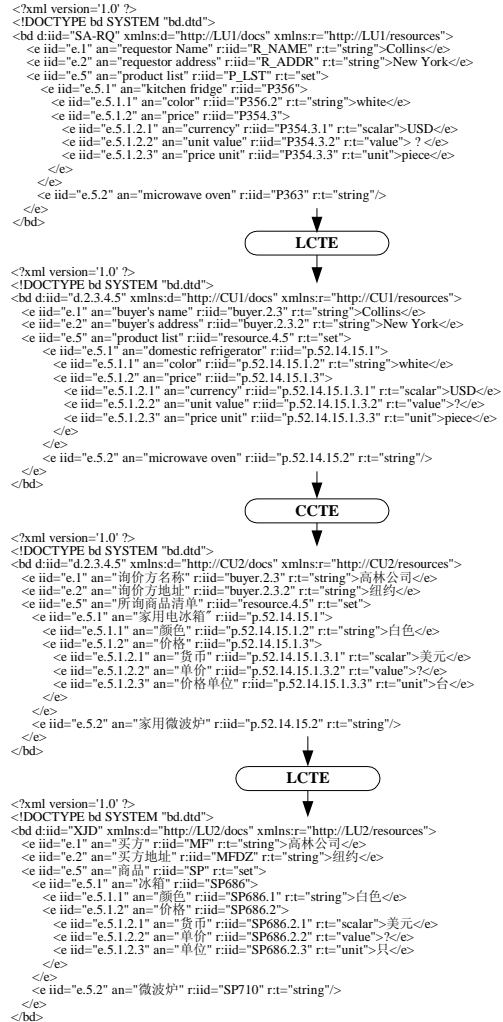 <?xml version='1.0' ?>
<!DOCTYPE bd SYSTEM "bd.dtd">
<bd d:iid="SA-RQ" xmlns:d="http://LU1/docs" xmlns:r="http://LU1/resources">
<e iid="e.1" an="requestor Name" r:iid="R_NAME" r:t="string">Collins</e>
<e iid="e.2" an="requestor address" r:iid="R_ADDR" r:t="string">New York</e>
<e iid="e.5" an="product list" r:iid="P_LST" r:t="set">
<e iid="e.5.1" an="kitchen fridge" r:iid="P356">
<e iid="e.5.1.1" an="color" r:iid="P356.2" r:t="string">white</e>
<e iid="e.5.1.2" an="price" r:iid="P354.3">
<e iid="e.5.1.2.1" an="currency" r:iid="P354.3.1" r:t="scalar">USD</e>
<e iid="e.5.1.2.2" an="unit value" r:iid="P354.3.2" r:t="value"> ? </e>
<e iid="e.5.1.2.3" an="price unit" r:iid="P354.3.3" r:t="unit">piece</e>
</e>
</e>
<e iid="e.5.2" an="microwave oven" r:iid="P363" r:t="string"/>
</e>
</bd>
LCTE
<?xml version='1.0' ?>
<!DOCTYPE bd SYSTEM "bd.dtd">
<bd d:iid="d.2.3.4.5" xmlns:d="http://CU1/docs" xmlns:r="http://CU1/resources">
<e iid="e.1" an="buyer's name" r:iid="buyer.2.3" r:t="string">Collins</e>
<e iid="e.2" an="buyer's address" r:iid="buyer.2.3.2" r:t="string">New York</e>
<e iid="e.5" an="product list" r:iid="resource.4.5" r:t="set">
<e iid="e.5.1" an="domestic refrigerator" r:iid="p.52.14.15.1">
<e iid="e.5.1.1" an="color" r:iid="p.52.14.15.1.2" r:t="string">white</e>
<e iid="e.5.1.2" an="price" r:iid="p.52.14.15.1.3">
<e iid="e.5.1.2.1" an="currency" r:iid="p.52.14.15.1.3.1" r:t="scalar">USD</e>
<e iid="e.5.1.2.2" an="unit value" r:iid="p.52.14.15.1.3.2" r:t="value">?</e>
<e iid="e.5.1.2.3" an="price unit" r:iid="p.52.14.15.1.3.3" r:t="unit">piece</e>
</e>
</e>
<e iid="e.5.2" an="microwave oven" r:iid="p.52.14.15.2" r:t="string"/>
</e>
</bd>
CCTE
<?xml version='1.0' ?>
<!DOCTYPE bd SYSTEM "bd.dtd">
<bd d:iid="d.2.3.4.5" xmlns:d="http://CU2/docs" xmlns:r="http://CU2/resources">
<e iid="e.1" an="询价方名称" r:iid="buyer.2.3" r:t="string">高林公司</e>
<e iid="e.2" an="询价方地址" r:iid="buyer.2.3.2" r:t="string">纽约</e>
<e iid="e.5" an="所询商品清单" r:iid="resource.4.5" r:t="set">
<e iid="e.5.1" an="家用电冰箱" r:iid="p.52.14.15.1">
<e iid="e.5.1.1" an="颜色" r:iid="p.52.14.15.1.2" r:t="string">白色</e>
<e iid="e.5.1.2" an="价格" r:iid="p.52.14.15.1.3">
<e iid="e.5.1.2.1" an="货币" r:iid="p.52.14.15.1.3.1" r:t="scalar">美元</e>
<e iid="e.5.1.2.2" an="单价" r:iid="p.52.14.15.1.3.2" r:t="value">?</e>
<e iid="e.5.1.2.3" an="价格单位" r:iid="p.52.14.15.1.3.3" r:t="unit">台</e>
</e>
</e>
<e iid="e.5.2" an="家用微波炉" r:iid="p.52.14.15.2" r:t="string"/>
</e>
</bd>
LCTE
<?xml version='1.0' ?>
<!DOCTYPE bd SYSTEM "bd.dtd">
<bd d:iid="XJD" xmlns:d="http://LU2/docs" xmlns:r="http://LU2/resources">
<e iid="e.1" an="买方" r:iid="MF" r:t="string">高林公司</e>
<e iid="e.2" an="买方地址" r:iid="MFDZ" r:t="string">纽约</e>
<e iid="e.5" an="商品" r:iid="SP" r:t="set">
<e iid="e.5.1" an="冰箱" r:iid="SP686">
<e iid="e.5.1.1" an="颜色" r:iid="SP686.1" r:t="string">白色</e>
<e iid="e.5.1.2" an="价格" r:iid="SP686.2">
<e iid="e.5.1.2.1" an="货币" r:iid="SP686.2.1" r:t="scalar">美元</e>
<e iid="e.5.1.2.2" an="单价" r:iid="SP686.2.2" r:t="value">?</e>
<e iid="e.5.1.2.3" an="单位" r:iid="SP686.2.3" r:t="unit">只</e>
</e>
</e>
<e iid="e.5.2" an="微波炉" r:iid="SP710" r:t="string"/>
</e>
</bd>